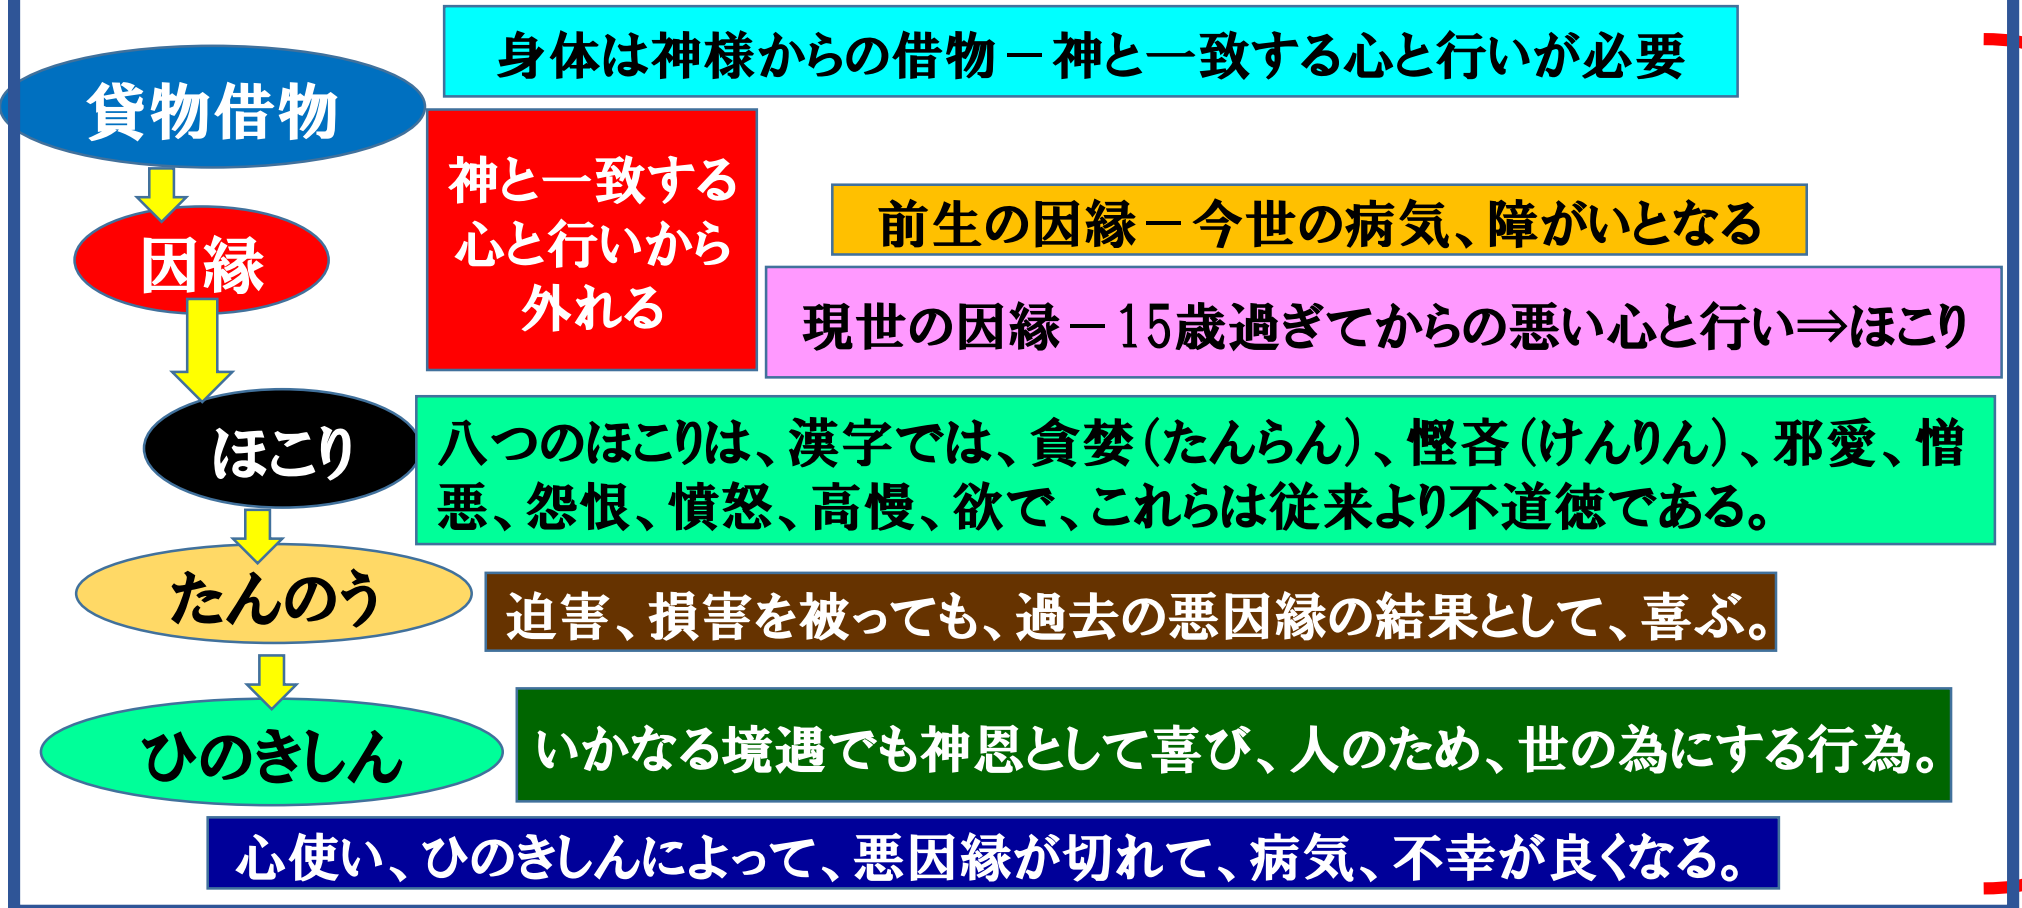 身体は神様からの借物－神と一致する心と行いが必要
貸物借物
神と一致する
心と行いから
外れる
前生の因縁－今世の病気、障がいとなる
因縁
現世の因縁－15歳過ぎてからの悪い心と行い⇒ほこり
ほこり
八つのほこりは、漢字では、貪婪(たんらん)、慳吝(けんりん)、邪愛、憎
悪、怨恨、憤怒、高慢、欲で、これらは従来より不道徳である。
たんのう
迫害、損害を被っても、過去の悪因縁の結果として、喜ぶ。
ひのきしん
いかなる境遇でも神恩として喜び、人のため、世の為にする行為。
心使い、ひのきしんによって、悪因縁が切れて、病気、不幸が良くなる。